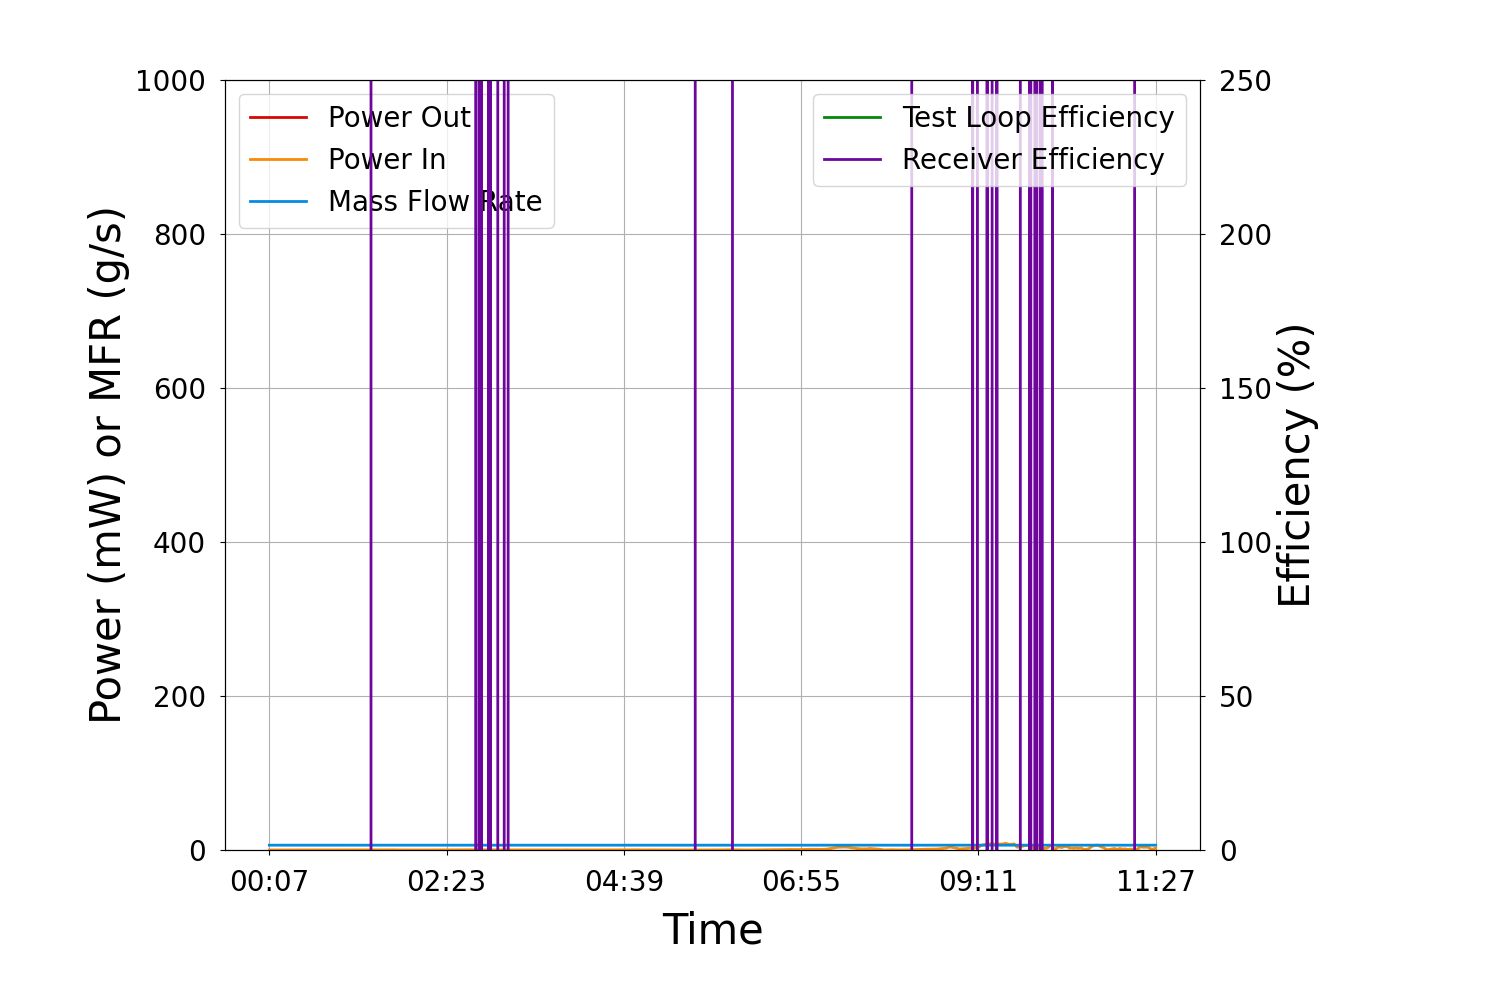 1000
800
600
400
200
0
Power (mW) or MFR (g/s)
Power Out
Power In
Mass Flow Rate
Test Loop Efficiency
Receiver Efficiency
250
200
150
100
50
0
Efficiency (%)
00:07 02:23 04:39 06:55 09:11 11:27
Time